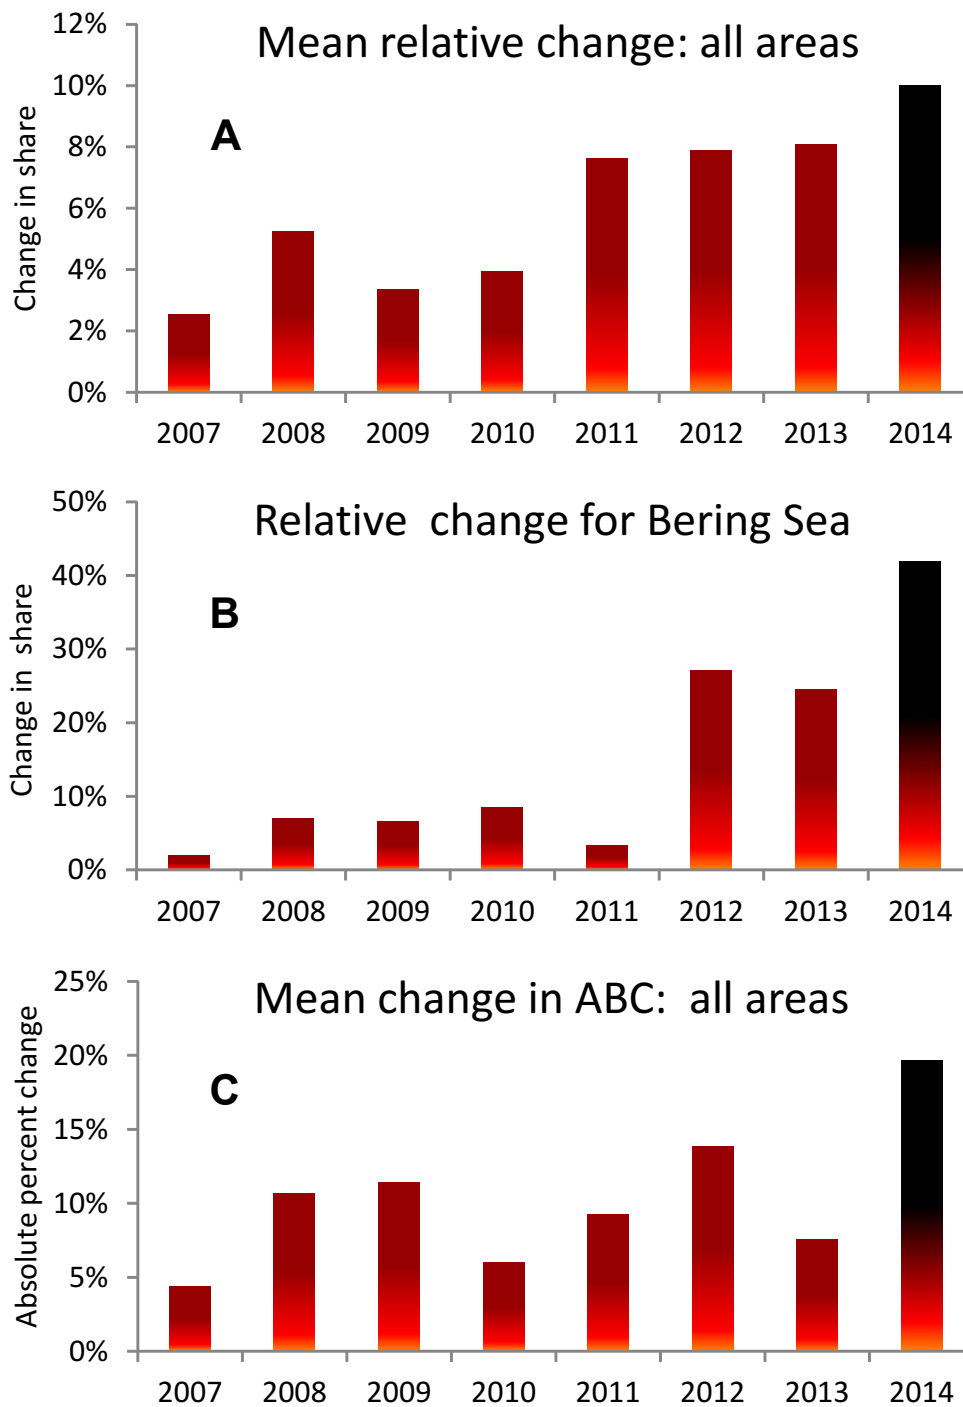 Mean relative change: all areas
A
Change in share
12%
10%
8%
6%
4%
2%
0%
2007 2008 2009 2010 2011 2012 2013 2014
Relative change for Bering Sea
B
Change in share
50%
40%
30%
20%
10%
0%
2007 2008 2009 2010 2011 2012 2013 2014
Mean change in ABC: all areas
C
Absolute percent change
25%
20%
15%
10%
5%
0%
2007 2008 2009 2010 2011 2012 2013 2014